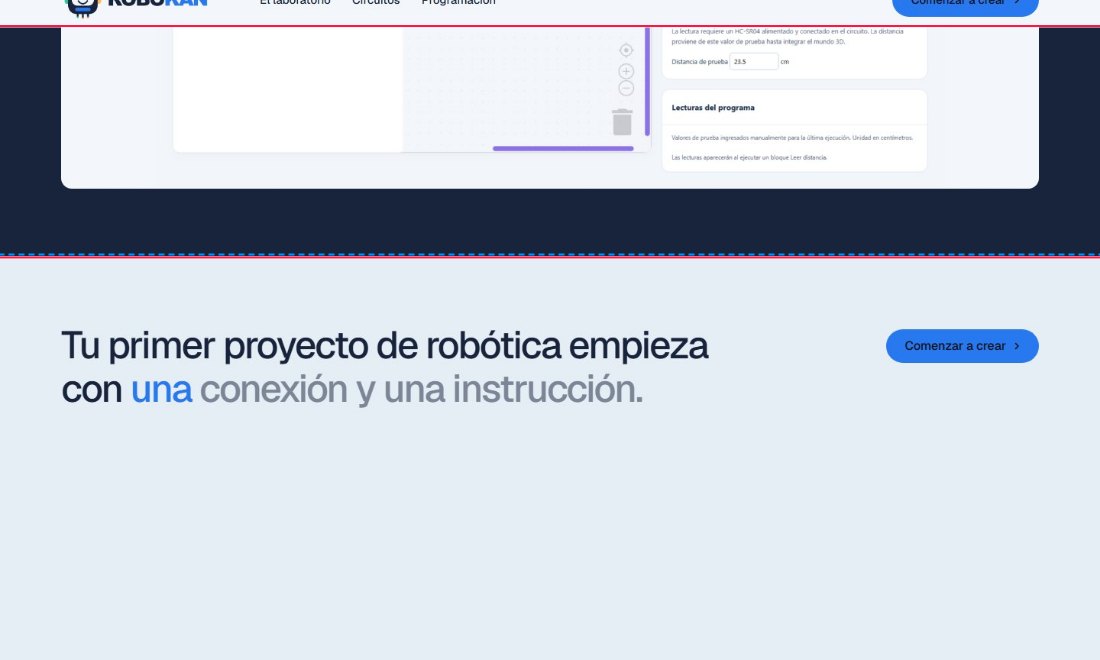 ROBOKAN
El laboratorio
Circuitos
Programación
Comenzar a crear
La lectura requiere un HC-SR04 alimentado y conectado en el circuito. La distancia
proviene de este valor de prueba hasta integrar el mundo 3D.
Distancia de prueba 23.5 cm
Lecturas del programa
Valores de prueba ingresados manualmente para la última ejecución. Unidad en centímetros.
Las lecturas aparecerán al ejecutar un bloque Leer distancia.
Tu primer proyecto de robótica empieza
con una conexión y una instrucción.
Comenzar a crear